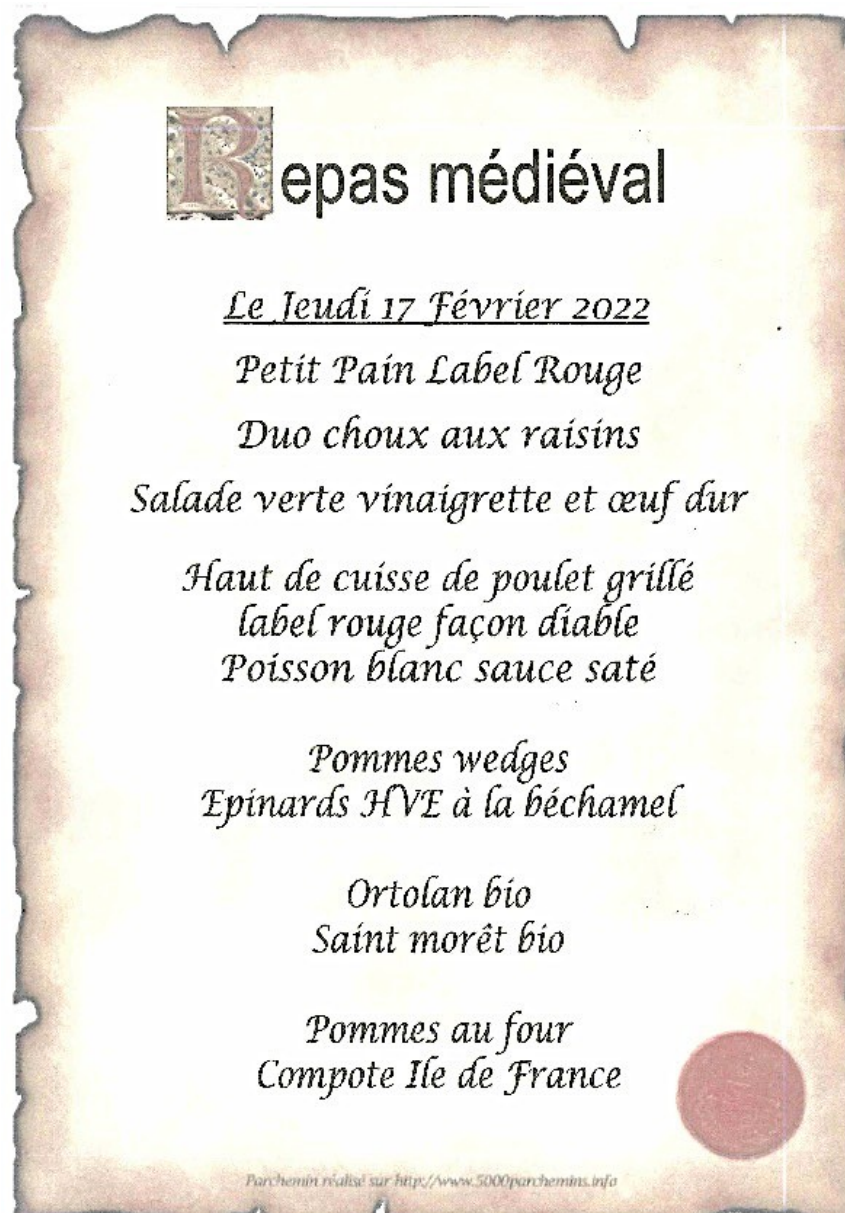 Repas médiéval
Le Jeudi 17 Février 2022
Petit Pain Label Rouge
Duo choux aux raisins
Salade verte vinaigrette et œuf dur
Haut de cuisse de poulet grillé
label rouge façon diable
Poisson blanc sauce saté
Pommes wedges
Epinards HVE à la béchamel
Ortolan bio
Saint morêt bio
Pommes au four
Compote Ile de France
Parchemin réalisé sur http://www.5000parchemins.info